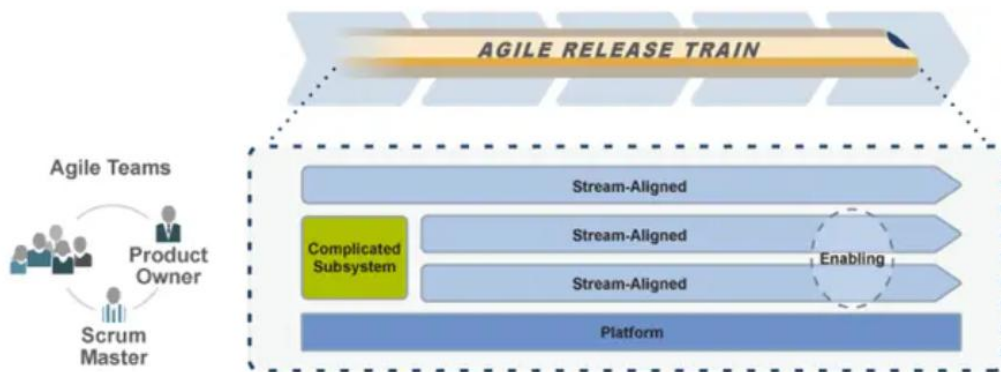 AGILE RELEASE TRAIN
Agile Teams
Product
Owner
Scrum
Master
Stream-Aligned
Complicated
Subsystem
Stream-Aligned
Stream-Aligned
Enabling
Platform